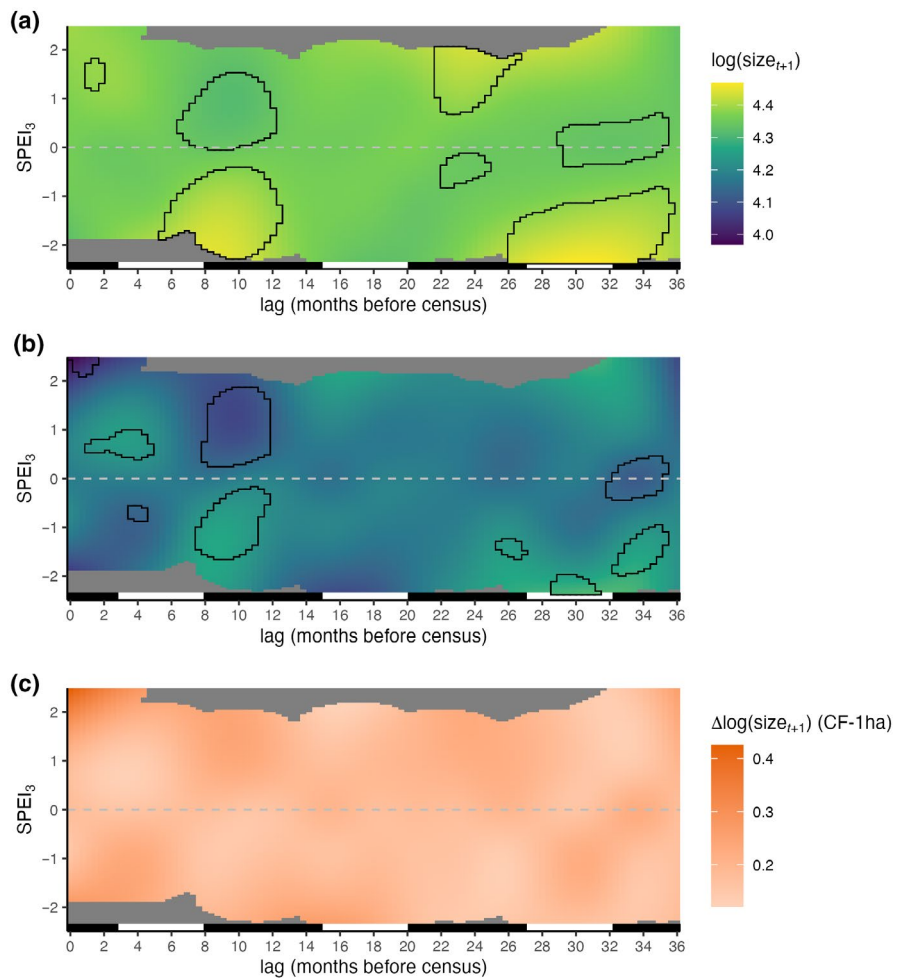 (a)
2
1
0
−1
−2
SPEI3
0 2 4 6 8 10 12 14 16 18 20 22 24 26 28 30 32 34 36
lag (months before census)
log(sizet+1)
4.4
4.3
4.2
4.1
4.0
(b)
2
1
0
−1
−2
SPEI3
0 2 4 6 8 10 12 14 16 18 20 22 24 26 28 30 32 34 36
lag (months before census)
(c)
2
1
0
−1
−2
SPEI3
0 2 4 6 8 10 12 14 16 18 20 22 24 26 28 30 32 34 36
lag (months before census)
Δlog(sizet+1) (CF-1ha)
0.4
0.3
0.2